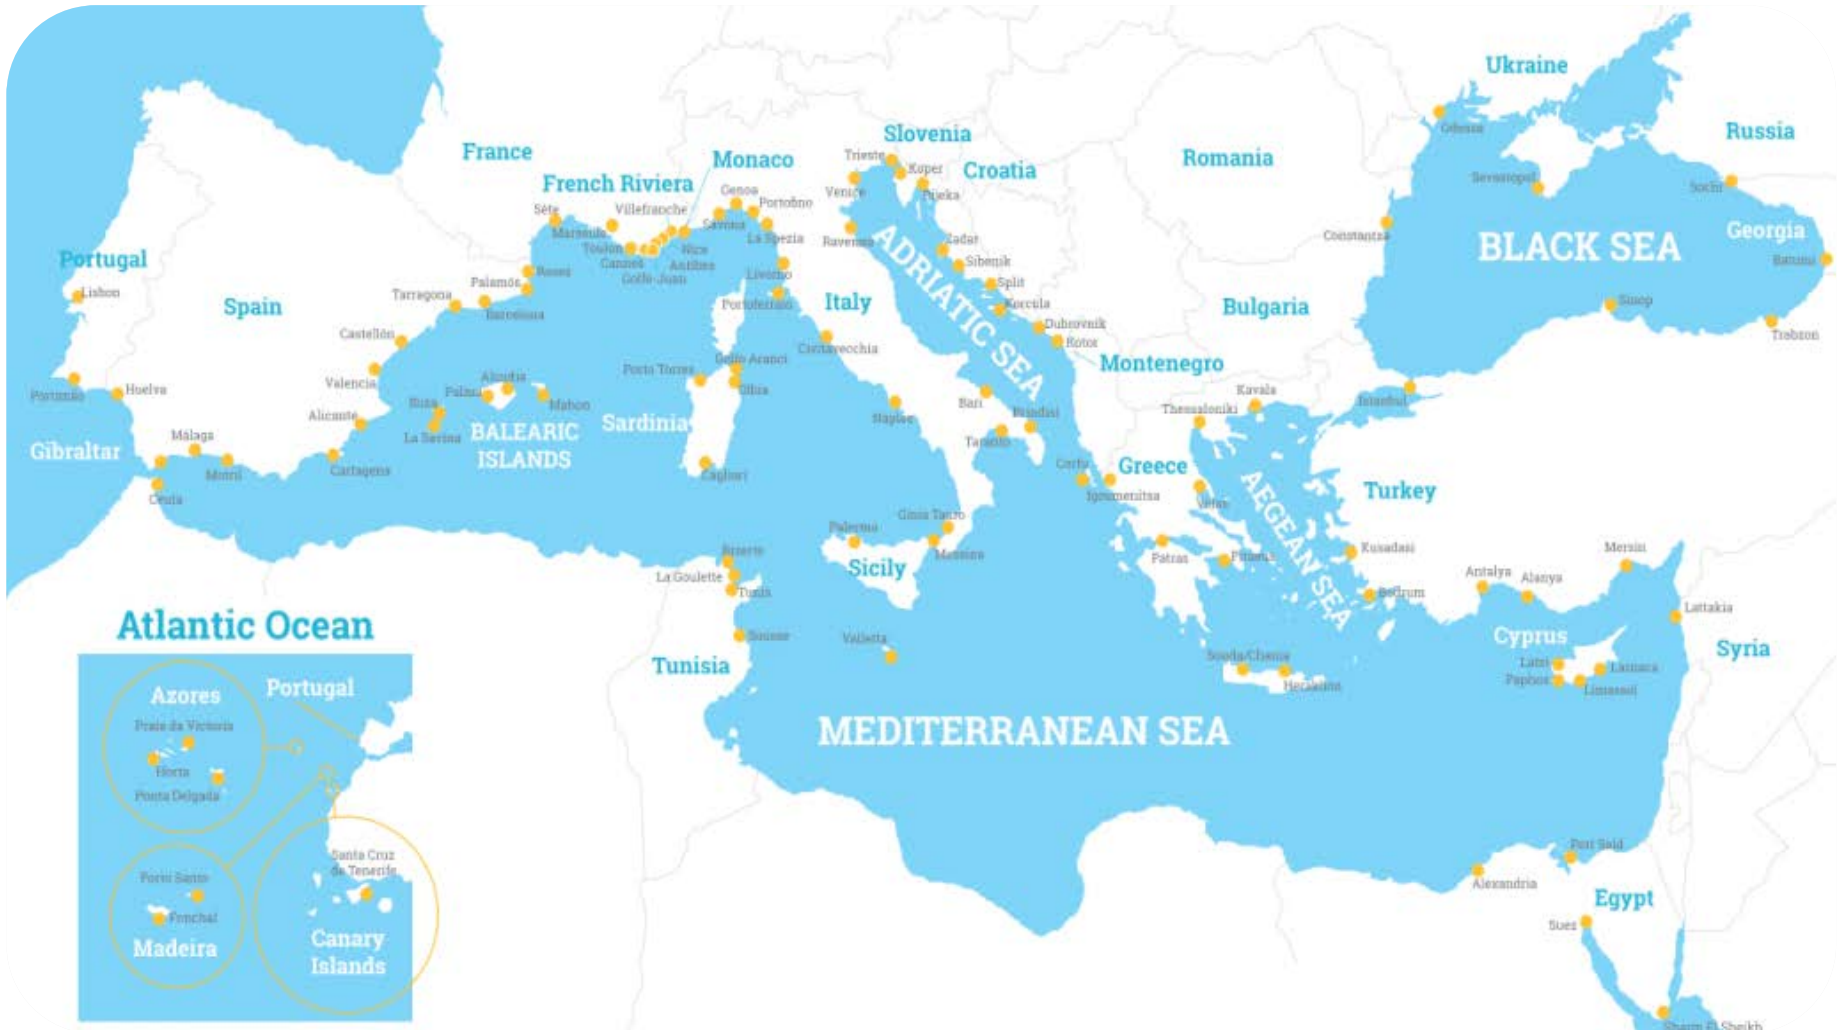 Ukraine
Odessa
Russia
Slovenia
Trieste
Koper
Croatia
Romania
France
Monaco
French Riviera
Genoa
Portofino
Venice
Rijeka
Sevastopol
Sochi
Sète
Villefranche
Savona
Marseille
La Spezia
Ravenna
Constantza
BLACK SEA
Georgia
Toulon
Nice
Cannes
Antibes
Golfe-Juan
ADRIATIC SEA
Zadar
Sibenik
Batumi
Portugal
Lisbon
Spain
Roses
Palamós
Tarragona
Barcelona
Livorno
Portoferraio
Italy
Split
Korcula
Bulgaria
Sinop
Castellón
Civitavecchia
Dubrovnik
Kotor
Trabzon
Montenegro
Golfo Aranci
Porto Torres
Olbia
Valencia
Alcudia
Palma
Mahon
Portimão
Huelva
Ibiza
La Savina
Alicante
BALEARIC
ISLANDS
Sardinia
Naples
Bari
Brindisi
Taranto
Kavala
Thessaloniki
Istanbul
Gibraltar
Málaga
Motril
Cartagena
Cagliari
Corfu
Greece
Igoumenitsa
AEGEAN SEA
Turkey
Ceuta
Volos
Gioia Tauro
Palermo
Messina
Sicily
Patras
Piraeus
Kusadasi
Mersin
Bizerte
La Goulette
Tunis
Antalya
Alanya
Bodrum
Lattakia
Atlantic Ocean
Sousse
Valletta
Cyprus
Syria
Tunisia
Souda/Chania
Heraklion
Latsi
Larnaca
Paphos
Limassol
Azores
Portugal
Praia da Victoria
Horta
Ponta Delgada
MEDITERRANEAN SEA
Santa Cruz
de Tenerife
Porto Santo
Funchal
Madeira
Canary
Islands
Port Said
Alexandria
Egypt
Suez
Sharm El Sheikh